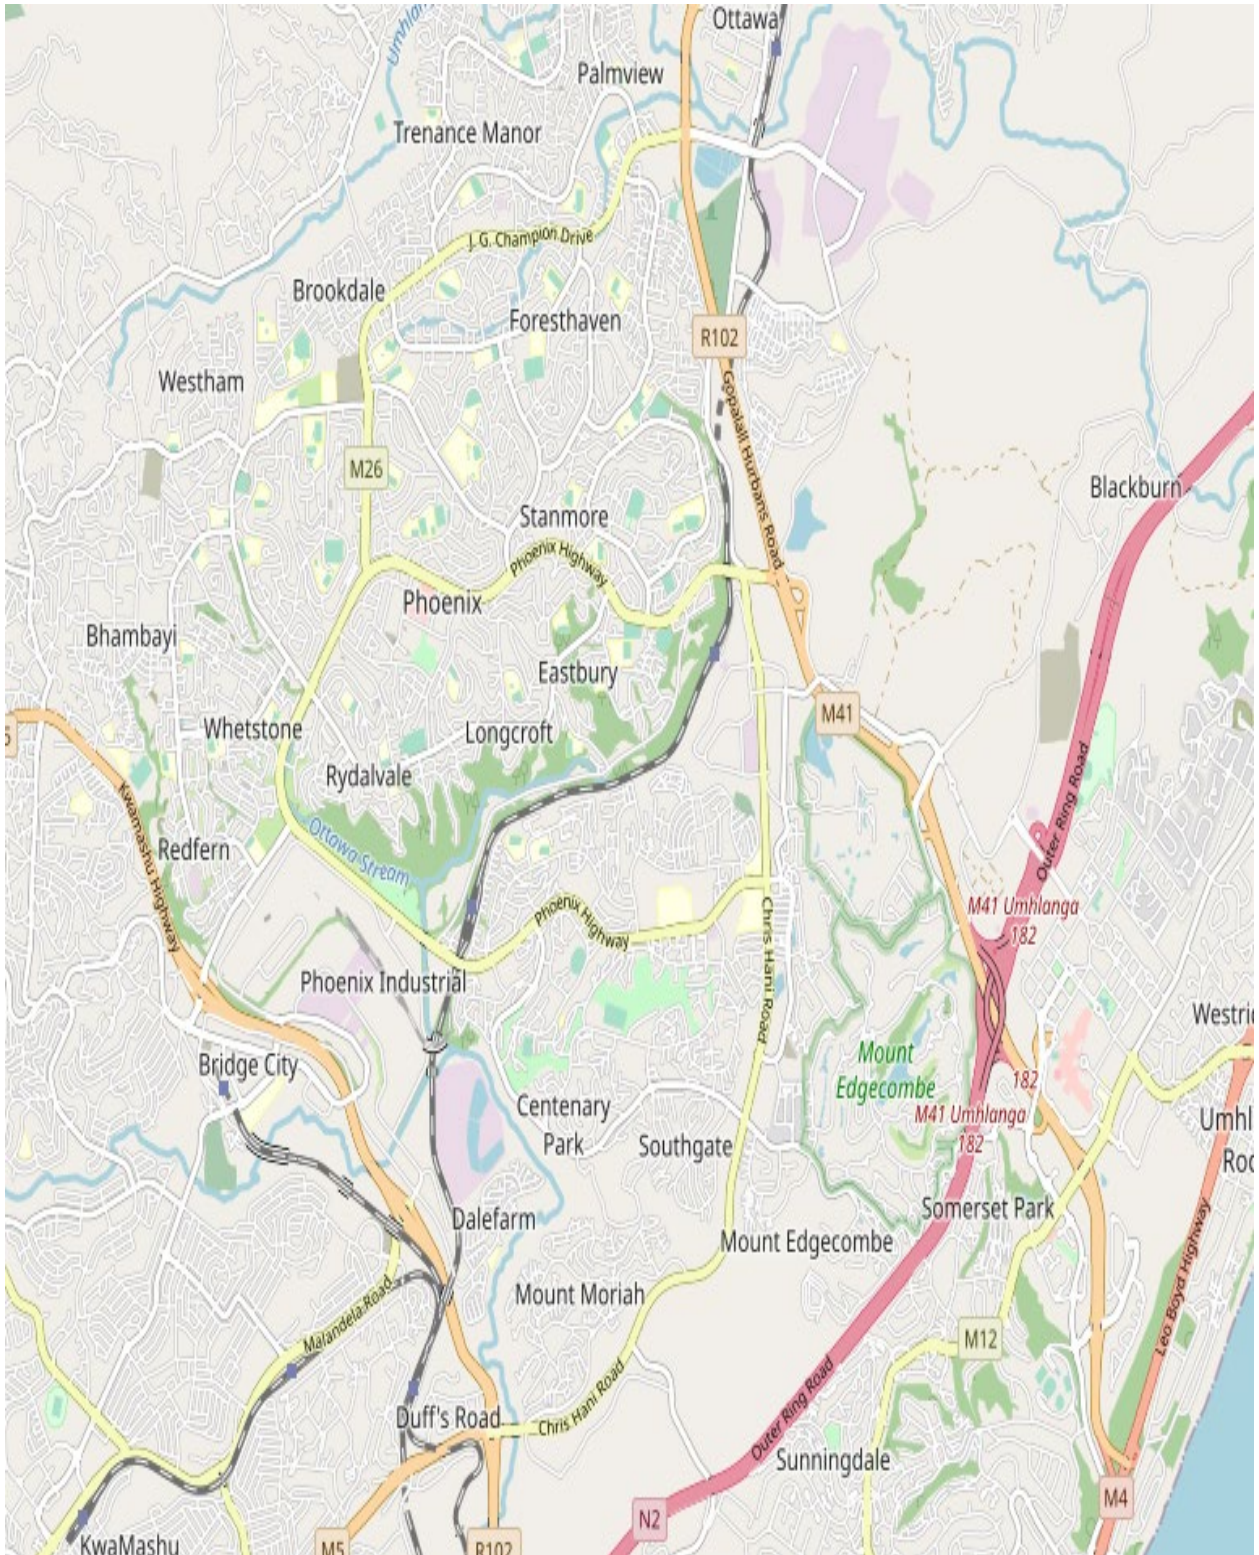 Ottawa
Palmview
Trenance Manor
J. G. Champion Drive
Brookdale
Foresthaven
R102
Westham
Gopalall Hurbans Road
M26
Blackburn
Stanmore
Phoenix Highway
Phoenix
Bhambayi
Eastbury
M41
Whetstone
Longcroft
Rydalvale
Outer Ring Road
Kwamashu Highway
Redfern
Ottawa Stream
M41 Umhlanga
182
Phoenix Highway
Chris Hani Road
Phoenix Industrial
Bridge City
Mount
Edgecombe
182
M41 Umhlanga
182
Centenary
Park
Southgate
Somerset Park
Dalefarm
Mount Edgecombe
Mount Moriah
Malandela Road
Leo Boyd Highway
M12
Chris Hani Road
Outer Ring Road
Duff's Road
Sunningdale
M4
N2
KwaMashu
M5
R102